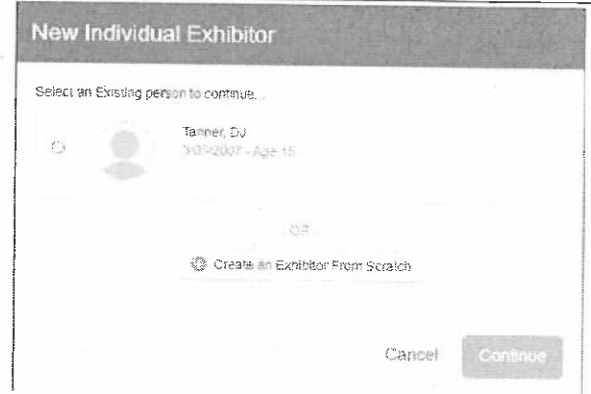 New Individual Exhibitor
Select an Existing person to continue...
Tanner, DJ
2007 - Age 15
- OR -
Create an Exhibitor From Scratch
Cancel
Continue